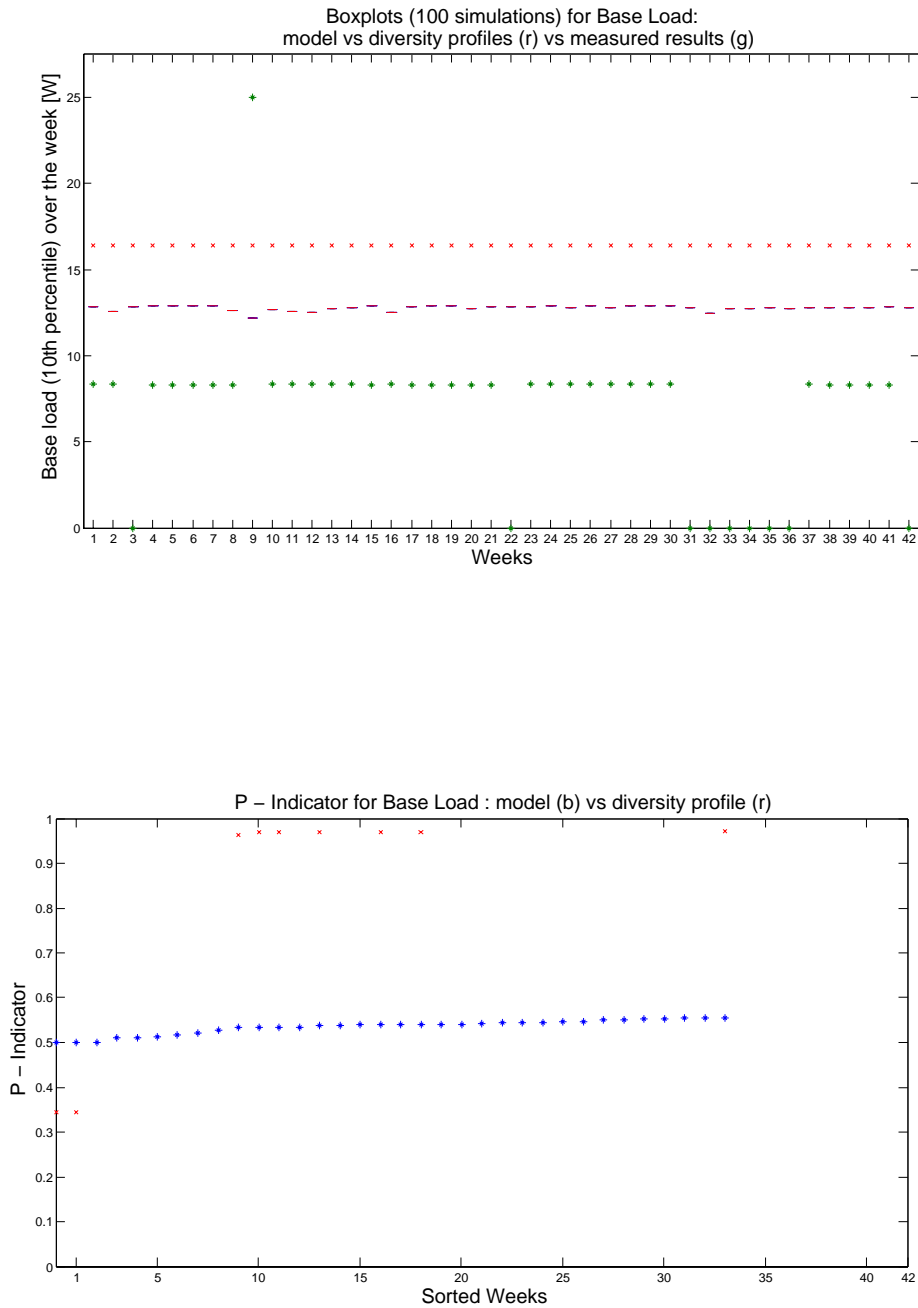 Boxplots (100 simulations) for Base Load:
model vs diversity profiles (r) vs measured results (g)
Base load (10th percentile) over the week [W]
25
20
15
10
5
0
1 2 3 4 5 6 7 8 9 10 11 12 13 14 15 16 17 18 19 20 21 22 23 24 25 26 27 28 29 30 31 32 33 34 35 36 37 38 39 40 41 42
Weeks
P − Indicator for Base Load : model (b) vs diversity profile (r)
P − Indicator
1
0.9
0.8
0.7
0.6
0.5
0.4
0.3
0.2
0.1
0
1 5 10 15 20 25 30 35 40 42
Sorted Weeks